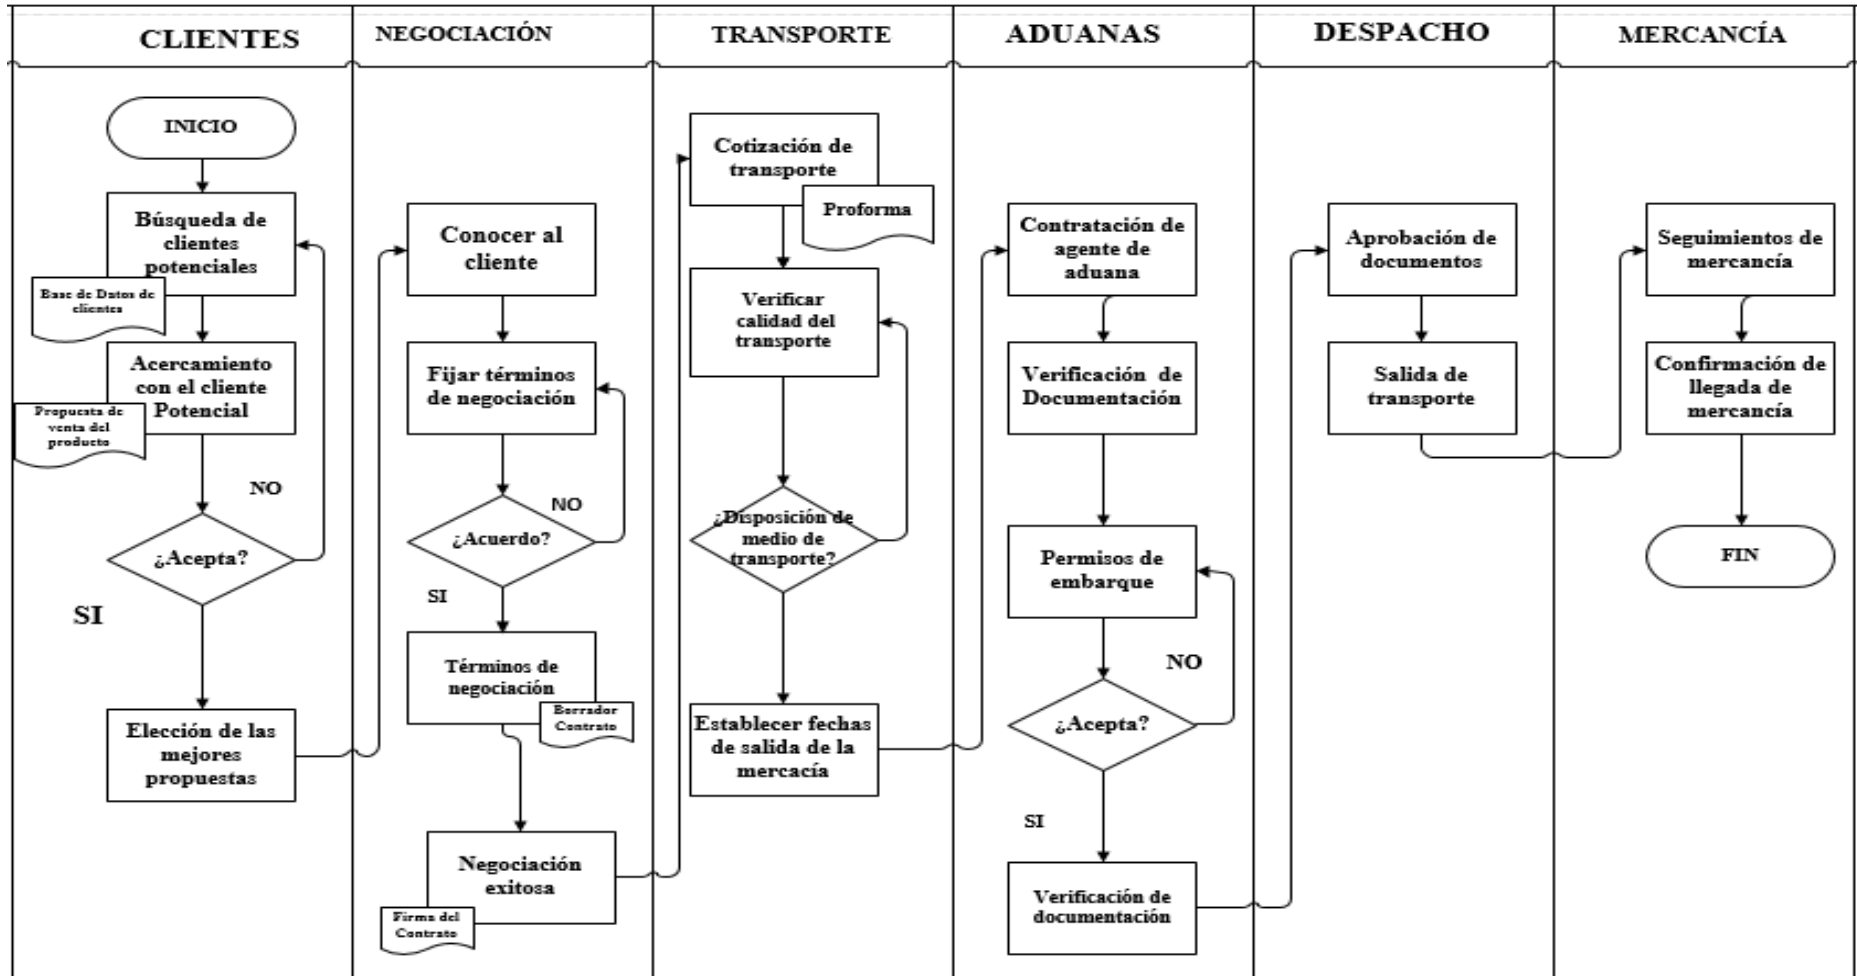 CLIENTES
NEGOCIACIÓN
TRANSPORTE
ADUANAS
DESPACHO
MERCANCÍA
INICIO
Búsqueda de
clientes
potenciales
Base de Datos de
clientes
Acercamiento
con el cliente
Potencial
Propuesta de
venta del
producto
NO
¿Acepta?
SI
Elección de las
mejores
propuestas
Conocer al
cliente
Fijar términos
de negociación
NO
¿Acuerdo?
SI
Términos de
negociación
Borrador
Contrato
Negociación
exitosa
Firma del
Contrato
Cotización de
transporte
Proforma
Verificar
calidad del
transporte
¿Disposición de
medio de
transporte?
Establecer fechas
de salida de la
mercacía
Contratación de
agente de
aduana
Verificación de
Documentación
Permisos de
embarque
NO
¿Acepta?
SI
Verificación de
documentación
Aprobación de
documentos
Salida de
transporte
Seguimientos de
mercancía
Confirmación de
llegada de
mercancía
FIN